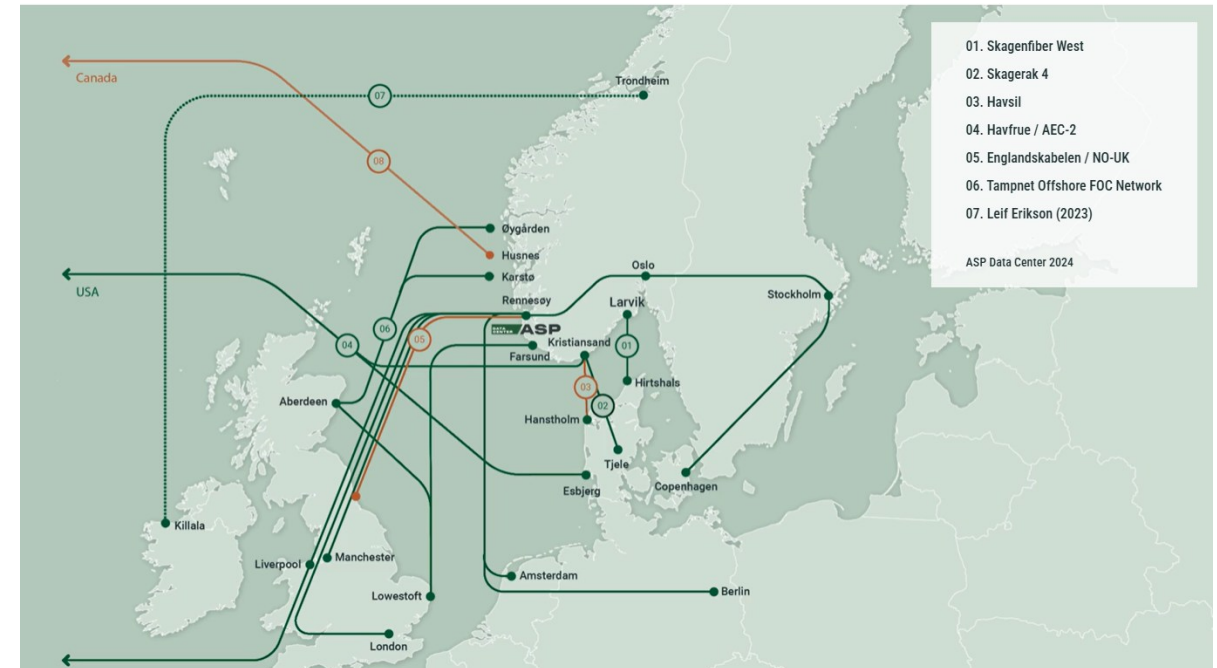 Canada
07
Trondheim
08
Øygården
Husnes
Karstø
USA
Rennesøy
Oslo
Stockholm
Larvik
06
05
04
DATA CENTER ASP
Kristiansand
Farsund
01
Aberdeen
03
Hirtshals
02
Hanstholm
Tjele
Esbjerg
Copenhagen
Killala
Liverpool
Manchester
Amsterdam
Lowestoft
Berlin
London
01. Skagenfiber West
02. Skagerak 4
03. Havsil
04. Havfrue / AEC-2
05. Englandskabelen / NO-UK
06. Tampnet Offshore FOC Network
07. Leif Erikson (2023)
ASP Data Center 2024